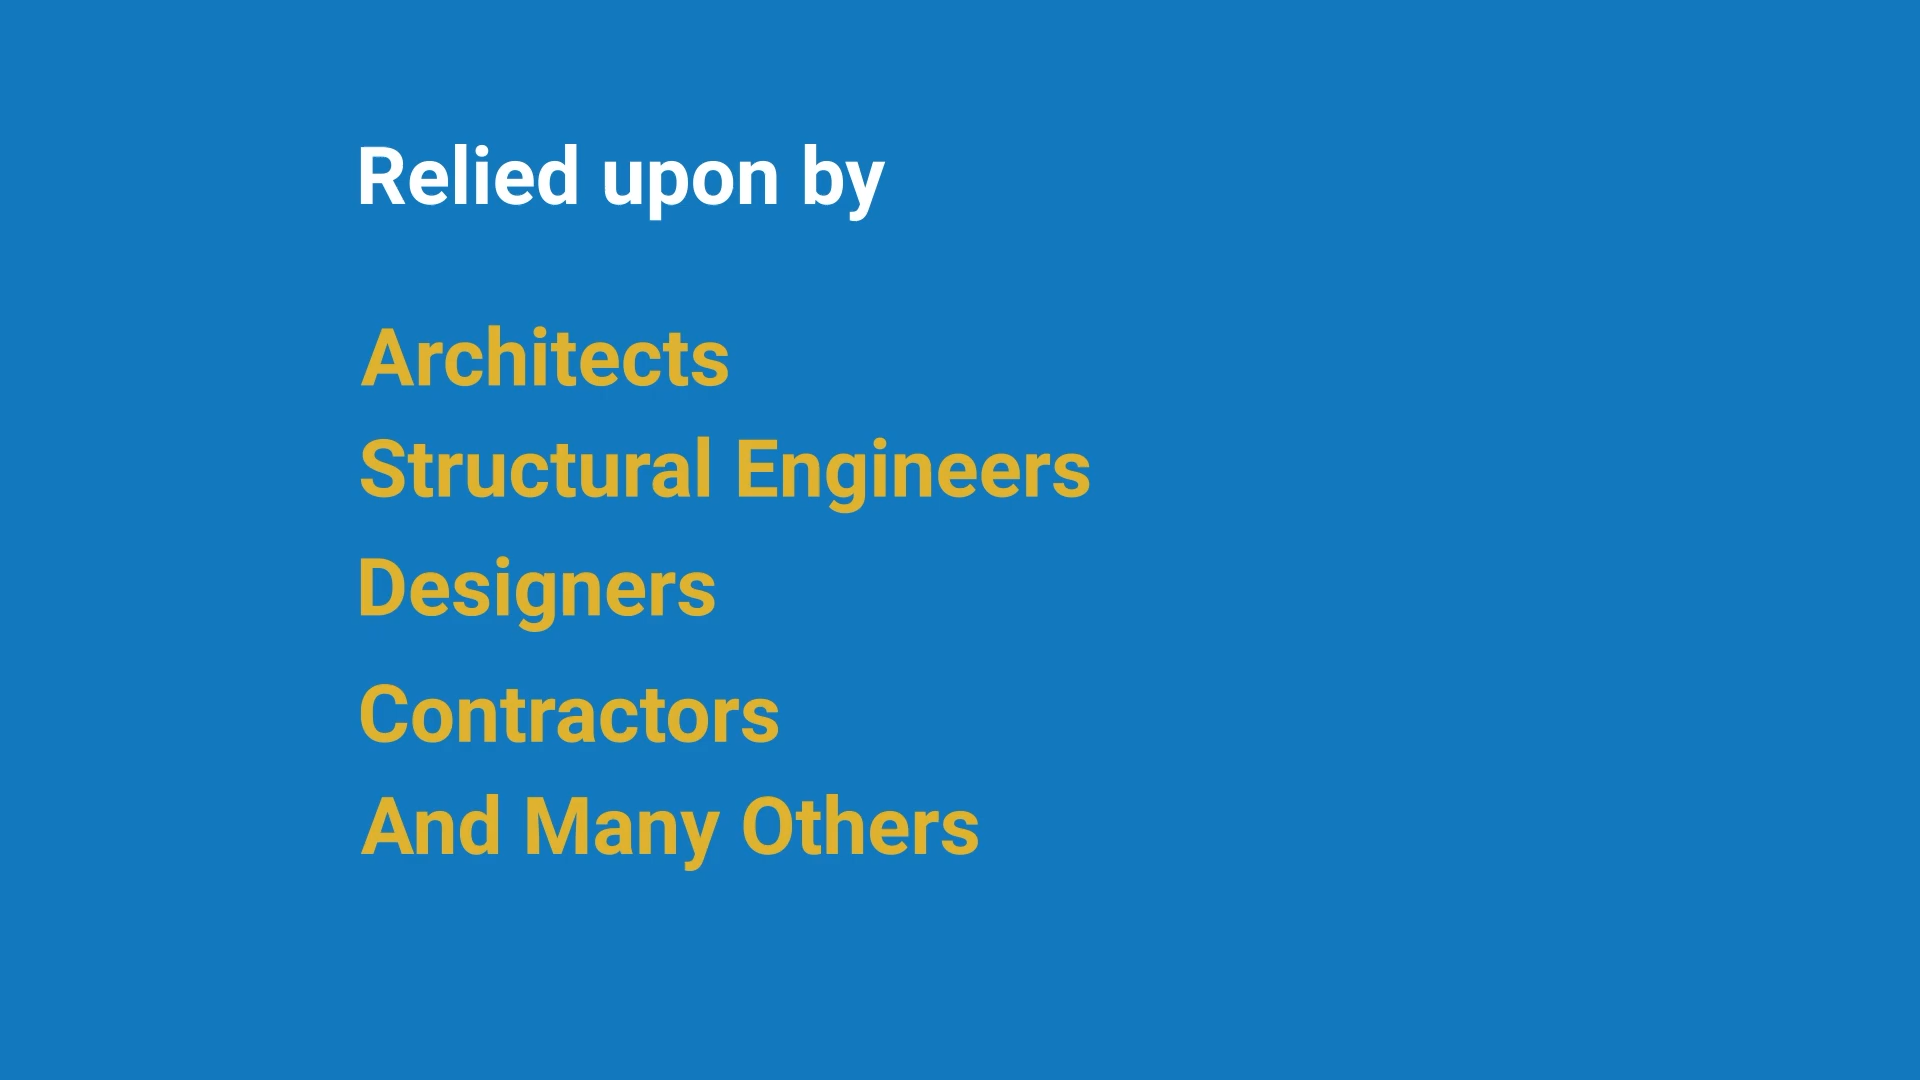 Relied upon by
Architects
Structural Engineers
Designers
Contractors
And Many Others